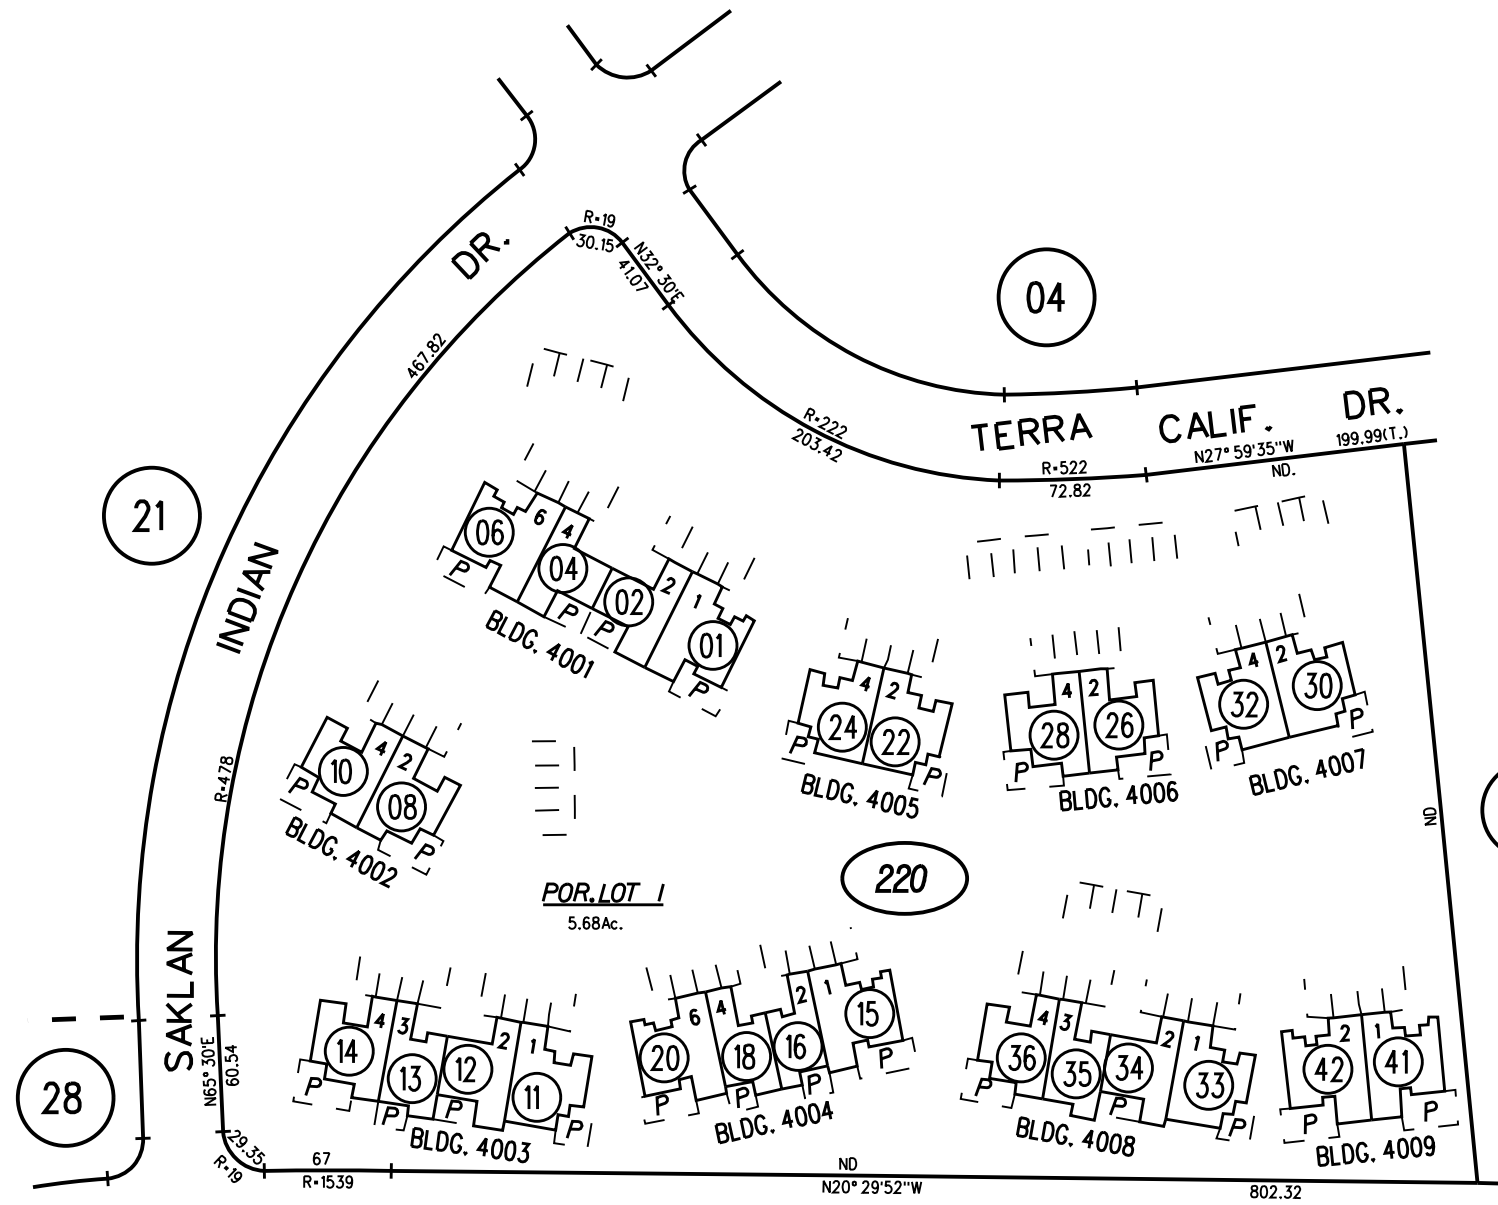 R=19
30.15
N32° 30'E
41.07
DR.
04
467.82
R=222
203.42
TERRA CALIF. DR.
R=522
72.82
N27° 59'35"W
199.99(T.)
ND.
21
INDIAN
06
6
4
04
02
2
1
01
P
P
P
P
BLDG. 4001
24
4
2
22
P
P
BLDG. 4005
28
4
2
26
P
P
BLDG. 4006
32
4
2
30
P
P
BLDG. 4007
R=478
10
4
2
08
P
P
BLDG. 4002
ND
220
POR. LOT 1
5.68Ac.
SAKLAN
N65° 30'E
60.54
28
14
4
3
13
12
2
1
11
P
P
P
P
BLDG. 4003
20
6
4
18
16
2
1
15
P
P
P
P
BLDG. 4004
36
4
3
35
34
2
1
33
P
P
P
BLDG. 4008
42
2
1
41
P
P
BLDG. 4009
29.35
R=19
67
R=1539
ND
N20° 29'52"W
802.32